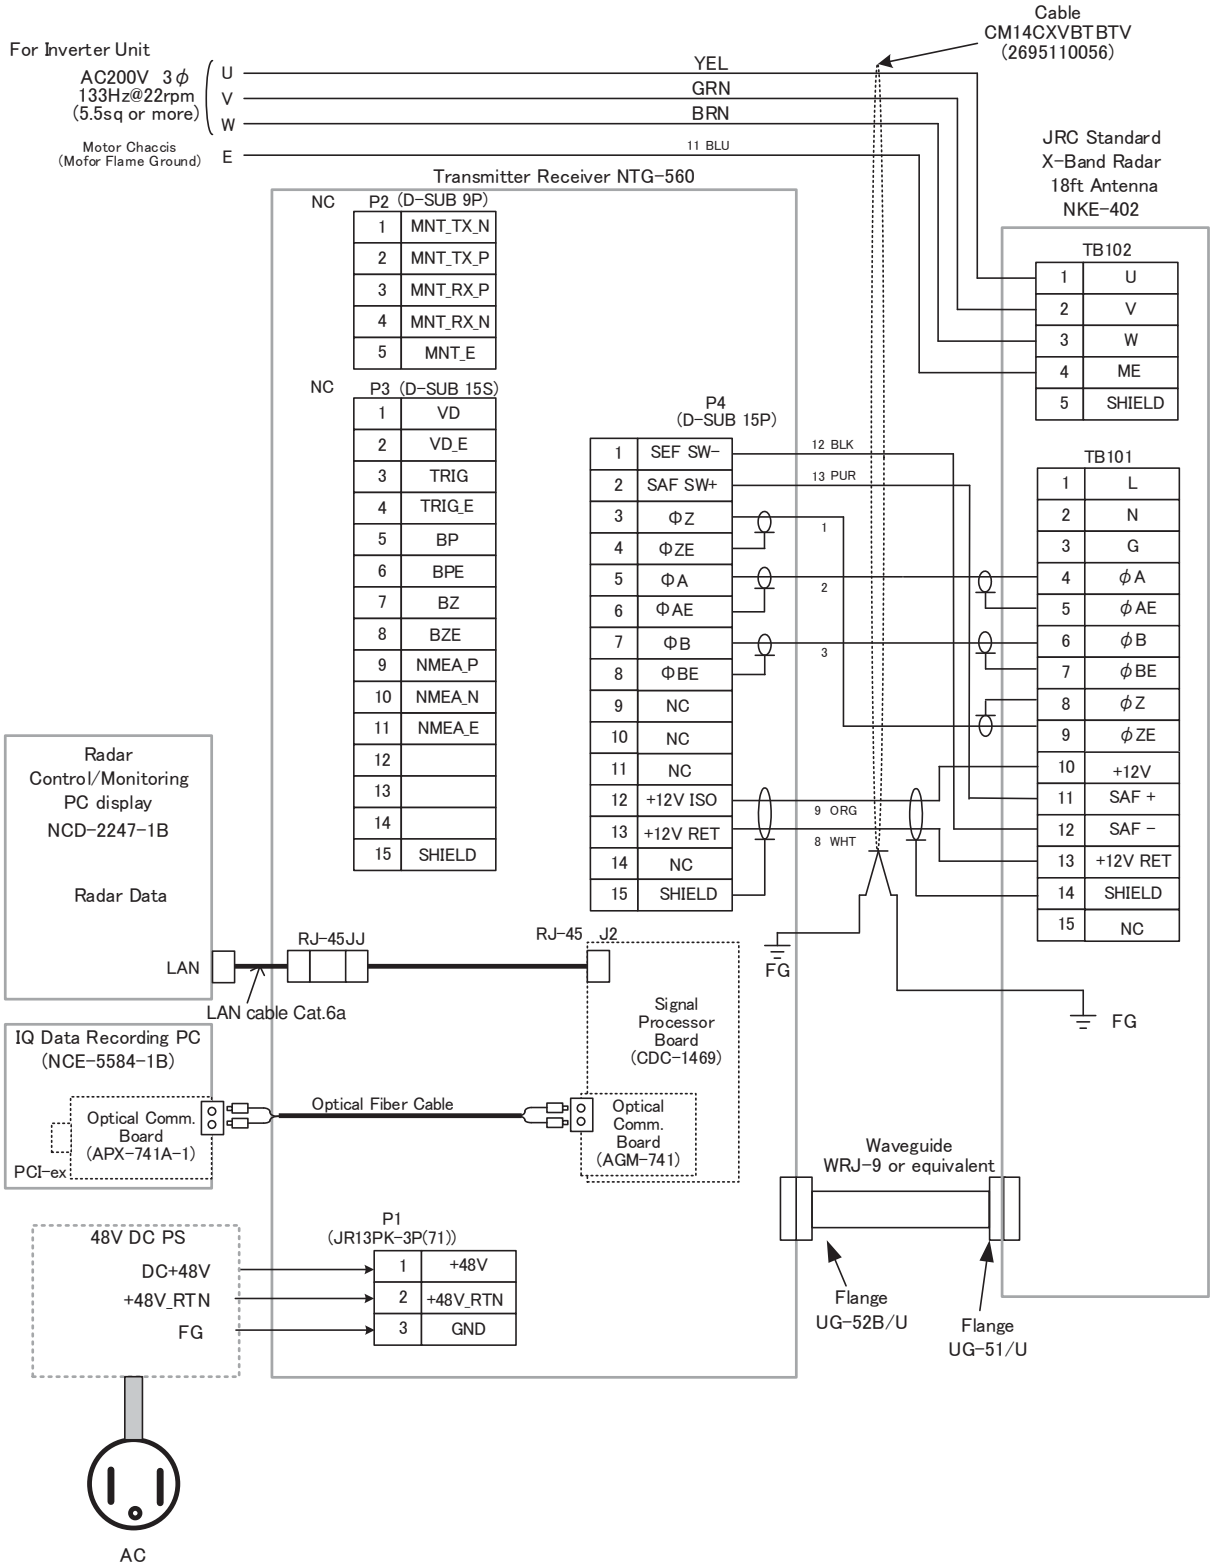 Cable
CM14CXVBTBTV
(2695110056)
For Inverter Unit
AC200V 3φ
133Hz@22rpm
(5.5sq or more)
U
V
W
YEL
GRN
BRN
Motor Chaccis
(Mofor Flame Ground)
E
11 BLU
JRC Standard
X-Band Radar
18ft Antenna
NKE-402
Transmitter Receiver NTG-560
NC
P2 (D-SUB 9P)
1 MNT_TX_N
2 MNT_TX_P
3 MNT_RX_P
4 MNT_RX_N
5 MNT_E
NC
P3 (D-SUB 15S)
1 VD
2 VD_E
3 TRIG
4 TRIG_E
5 BP
6 BPE
7 BZ
8 BZE
9 NMEA_P
10 NMEA_N
11 NMEA_E
12
13
14
15 SHIELD
P4
(D-SUB 15P)
1 SEF SW-
2 SAF SW+
3 ΦZ
4 ΦZE
5 ΦA
6 ΦAE
7 ΦB
8 ΦBE
9 NC
10 NC
11 NC
12 +12V ISO
13 +12V RET
14 NC
15 SHIELD
12 BLK
13 PUR
1
2
3
9 ORG
8 WHT
TB102
1 U
2 V
3 W
4 ME
5 SHIELD
TB101
1 L
2 N
3 G
4 φA
5 φAE
6 φB
7 φBE
8 φZ
9 φZE
10 +12V
11 SAF +
12 SAF -
13 +12V RET
14 SHIELD
15 NC
FG
FG
Radar
Control/Monitoring
PC display
NCD-2247-1B
Radar Data
LAN
RJ-45JJ
RJ-45 J2
LAN cable Cat.6a
Signal
Processor
Board
(CDC-1469)
IQ Data Recording PC
(NCE-5584-1B)
Optical Comm.
Board
(APX-741A-1)
PCI-ex
Optical Fiber Cable
Optical
Comm.
Board
(AGM-741)
Waveguide
WRJ-9 or equivalent
Flange
UG-52B/U
Flange
UG-51/U
48V DC PS
DC+48V
+48V_RTN
FG
P1
(JR13PK-3P(71))
1 +48V
2 +48V_RTN
3 GND
AC